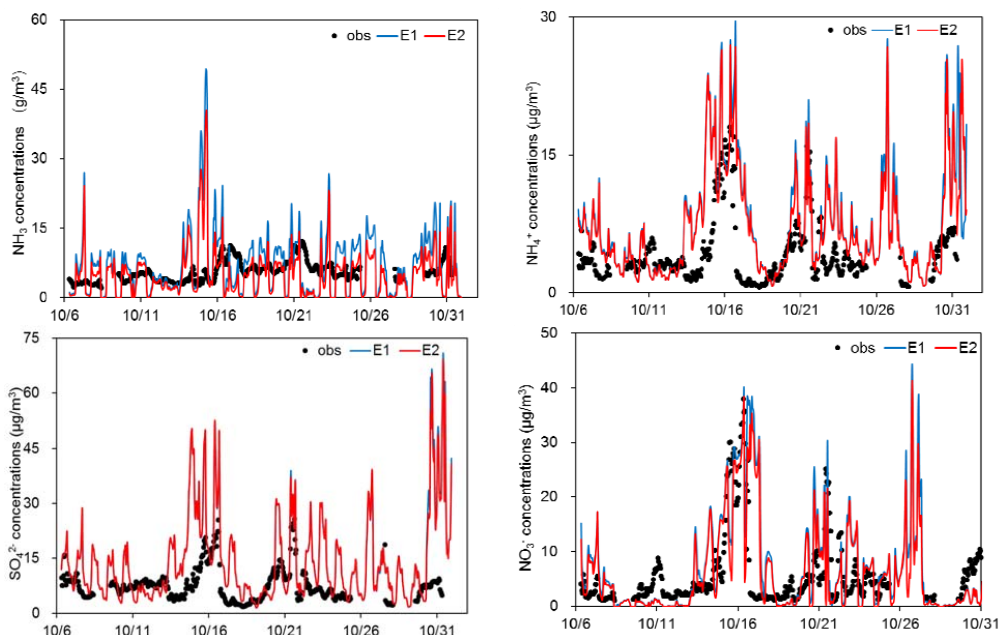 60
45
30
15
0
NH₃ concentrations (g/m³)
obs E1 E2
10/6 10/11 10/16 10/21 10/26 10/31
30
15
0
NH₄⁺ concentrations (µg/m³)
obs E1 E2
10/6 10/11 10/16 10/21 10/26 10/31
75
60
45
30
15
0
SO₄²⁻ concentrations (µg/m³)
obs E1 E2
10/6 10/11 10/16 10/21 10/26 10/31
50
40
30
20
10
0
NO₃⁻ concentrations (µg/m³)
obs E1 E2
10/6 10/11 10/16 10/21 10/26 10/31